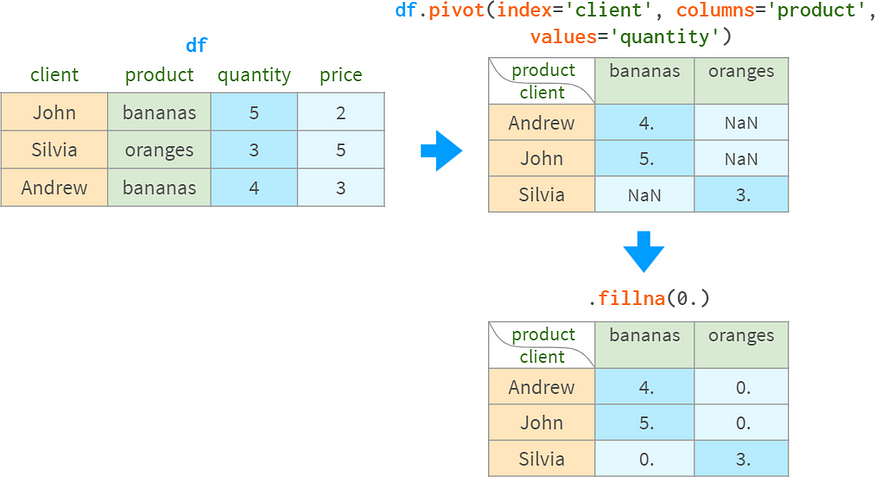 df
client product quantity price
John bananas 5 2
Silvia oranges 3 5
Andrew bananas 4 3
df.pivot(index='client', columns='product',
values='quantity')
product bananas oranges
client
Andrew 4. NaN
John 5. NaN
Silvia NaN 3.
.fillna(0.)
product bananas oranges
client
Andrew 4. 0.
John 5. 0.
Silvia 0. 3.